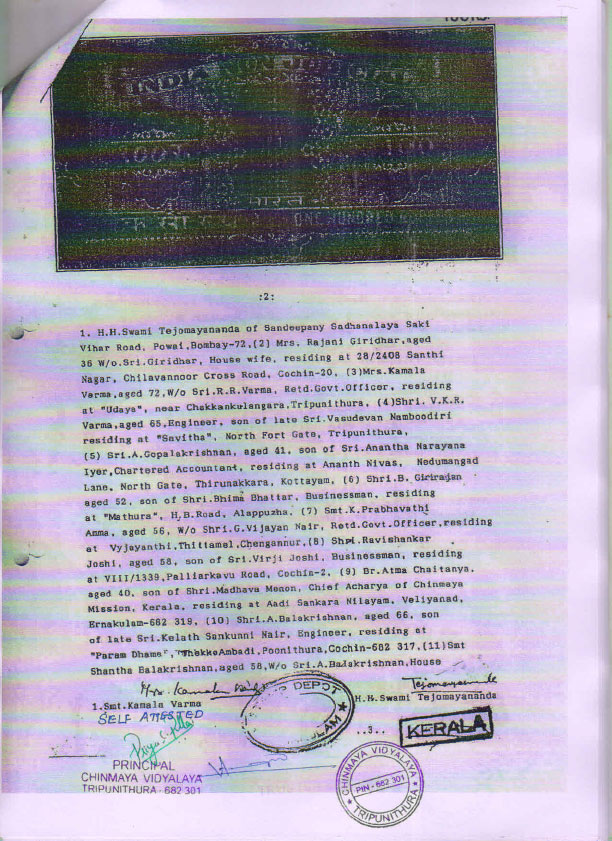 INDIA NON JUDICIAL
100रु.
भारत
ONE HUNDRED
:2:
1. H.H.Swami Tejomayananda of Sandeepany Sadhanalaya Saki
Vihar Road, Powai,Bombay-72,(2) Mrs. Rajani Giridhar,aged
36 W/o.Sri.Giridhar, House wife, residing at 28/2408 Santhi
Nagar, Chilavannoor Cross Road, Cochin-20, (3)Mrs.Kamala
Varma,aged 72,W/o Sri.R.R.Varma, Retd.Govt.Officer, residing
at "Udaya", near Chakkankulangara,Tripunithura, (4)Shri. V.K.R.
Varma,aged 65,Engineer, son of late Sri.Vasudevan Namboodiri
residing at "Savitha", North Fort Gate, Tripunithura,
(5) Sri.A.Gopalakrishnan, aged 41, son of Sri.Anantha Narayana
Iyer,Chartered Accountant, residing at Ananth Nivas, Nedumangad
Lane, North Gate, Thirunakkara, Kottayam, (6) Shri.B. Girirajan
aged 52, son of Shri.Bhima Bhattar, Businessman, residing
at "Mathura", H.B.Road, Alappuzha, (7) Smt.K.Prabhavathi
Amma, aged 56, W/o Shri.G.Vijayan Nair, Retd.Govt.Officer,residing
at Vyjayanthi,Thittamel,Chengannur,(8) Shri.Ravishankar
Joshi, aged 58, son of Sri.Virji Joshi, Businessman, residing
at VIII/1339,Palliarkavu Road, Cochin-2, (9) Br.Atma Chaitanya,
aged 40, son of Shri.Madhava Menon, Chief Acharya of Chinmaya
Mission, Kerala, residing at Aadi Sankara Nilayam, Veliyanad,
Ernakulam-682 319, (10) Shri.A.Balakrishnan, aged 66, son
of late Sri.Kelath Sankunni Nair, Engineer, residing at
"Param Dhama", Thekke Ambadi,Poonithura,Cochin-682 317,(11)Smt
Shantha Balakrishnan,aged 58,W/o Sri.A.Balakrishnan,House
Mrs. Kamala
Tejomayananda
DEPOT
1.Smt.Kamala Varma
H.H.Swami Tejomayananda
SELF ATTESTED
..3..
KERALA
PRINCIPAL
CHINMAYA VIDYALAYA
TRIPUNITHURA - 682 301
CHINMAYA VIDYALAYA
PIN - 682 301
TRIPUNITHURA